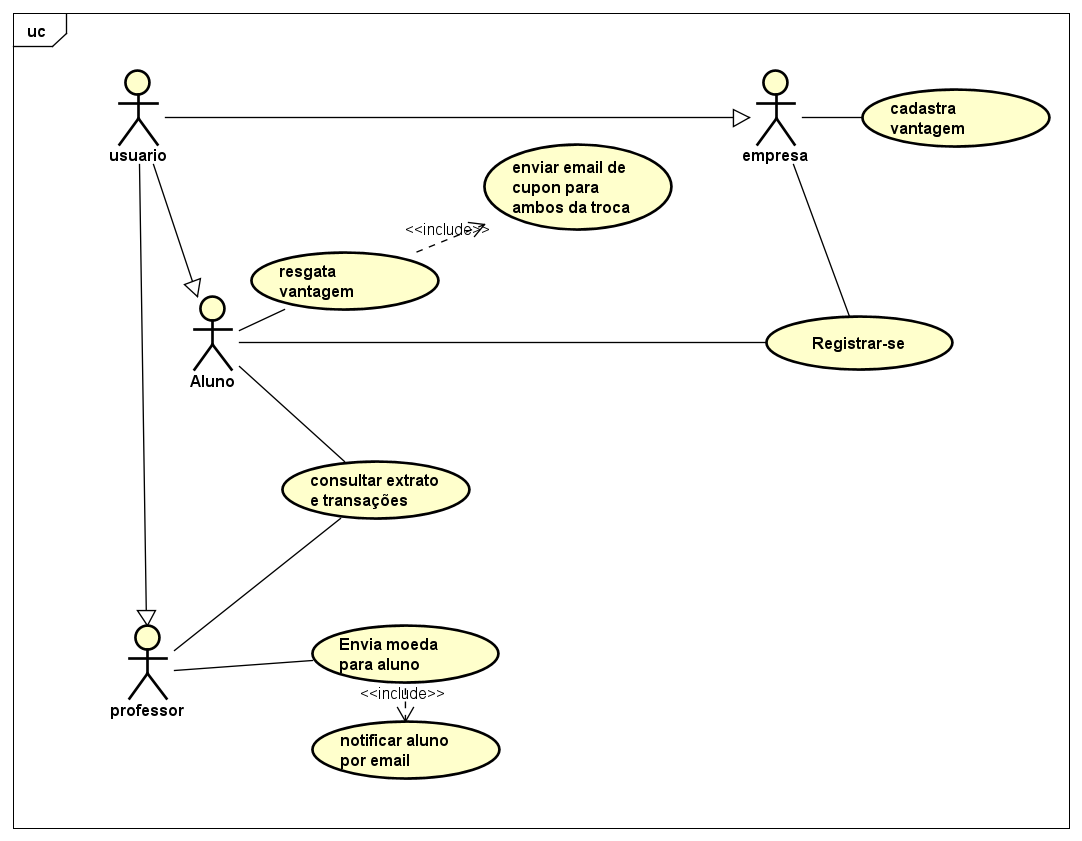 uc
usuario
empresa
cadastra
vantagem
enviar email de
cupon para
ambos da troca
<<include>>
resgata
vantagem
Aluno
Registrar-se
consultar extrato
e transações
professor
Envia moeda
para aluno
<<include>>
notificar aluno
por email